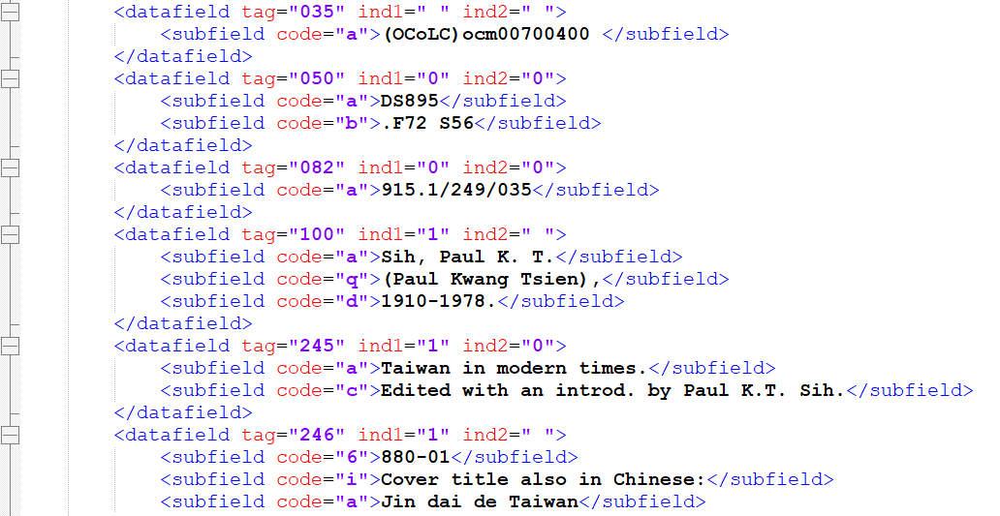 <datafield tag="035" ind1=" " ind2=" ">
<subfield code="a">(OCoLC)ocm00700400 </subfield>
</datafield>
<datafield tag="050" ind1="0" ind2="0">
<subfield code="a">DS895</subfield>
<subfield code="b">.F72 S56</subfield>
</datafield>
<datafield tag="082" ind1="0" ind2="0">
<subfield code="a">915.1/249/035</subfield>
</datafield>
<datafield tag="100" ind1="1" ind2=" ">
<subfield code="a">Sih, Paul K. T.</subfield>
<subfield code="q">(Paul Kwang Tsien),</subfield>
<subfield code="d">1910-1978.</subfield>
</datafield>
<datafield tag="245" ind1="1" ind2="0">
<subfield code="a">Taiwan in modern times.</subfield>
<subfield code="c">Edited with an introd. by Paul K.T. Sih.</subfield>
</datafield>
<datafield tag="246" ind1="1" ind2=" ">
<subfield code="6">880-01</subfield>
<subfield code="i">Cover title also in Chinese:</subfield>
<subfield code="a">Jin dai de Taiwan</subfield>